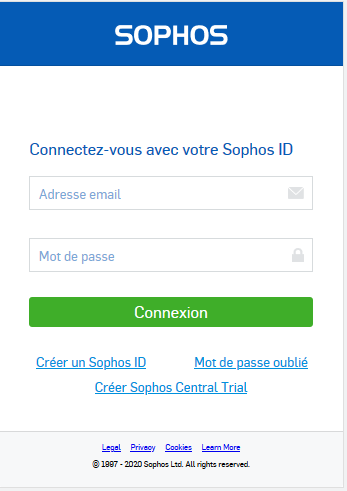 SOPHOS
Connectez-vous avec votre Sophos ID
Adresse email
Mot de passe
Connexion
Créer un Sophos ID Mot de passe oublié
Créer Sophos Central Trial
Legal Privacy Cookies Learn More
© 1997 - 2020 Sophos Ltd. All rights reserved.